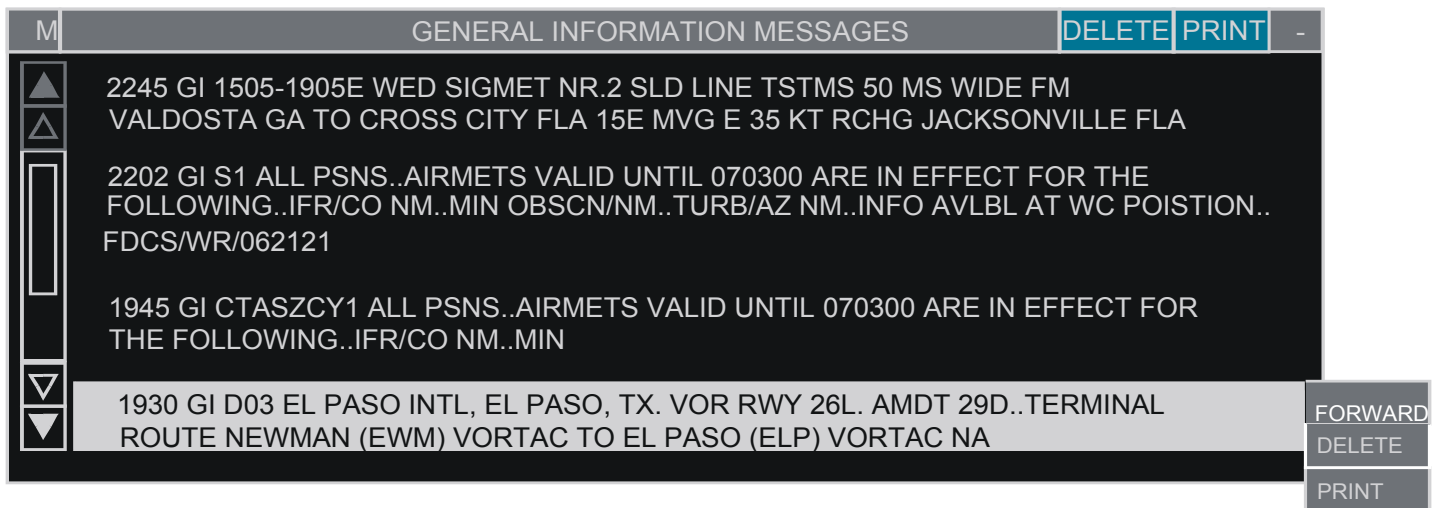 M GENERAL INFORMATION MESSAGES DELETE PRINT -
2245 GI 1505-1905E WED SIGMET NR.2 SLD LINE TSTMS 50 MS WIDE FM
VALDOSTA GA TO CROSS CITY FLA 15E MVG E 35 KT RCHG JACKSONVILLE FLA
2202 GI S1 ALL PSNS..AIRMETS VALID UNTIL 070300 ARE IN EFFECT FOR THE
FOLLOWING..IFR/CO NM..MIN OBSCN/NM..TURB/AZ NM..INFO AVLBL AT WC POISTION..
FDCS/WR/062121
1945 GI CTASZCY1 ALL PSNS..AIRMETS VALID UNTIL 070300 ARE IN EFFECT FOR
THE FOLLOWING..IFR/CO NM..MIN
1930 GI D03 EL PASO INTL, EL PASO, TX. VOR RWY 26L. AMDT 29D..TERMINAL
ROUTE NEWMAN (EWM) VORTAC TO EL PASO (ELP) VORTAC NA
FORWARD
DELETE
PRINT